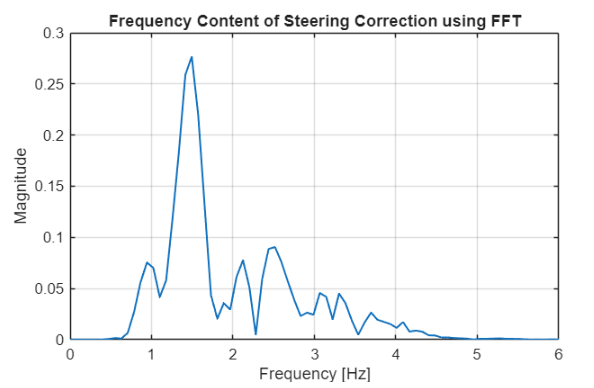 Frequency Content of Steering Correction using FFT
0.3
0.25
0.2
0.15
0.1
0.05
0
Magnitude
0 1 2 3 4 5 6
Frequency [Hz]